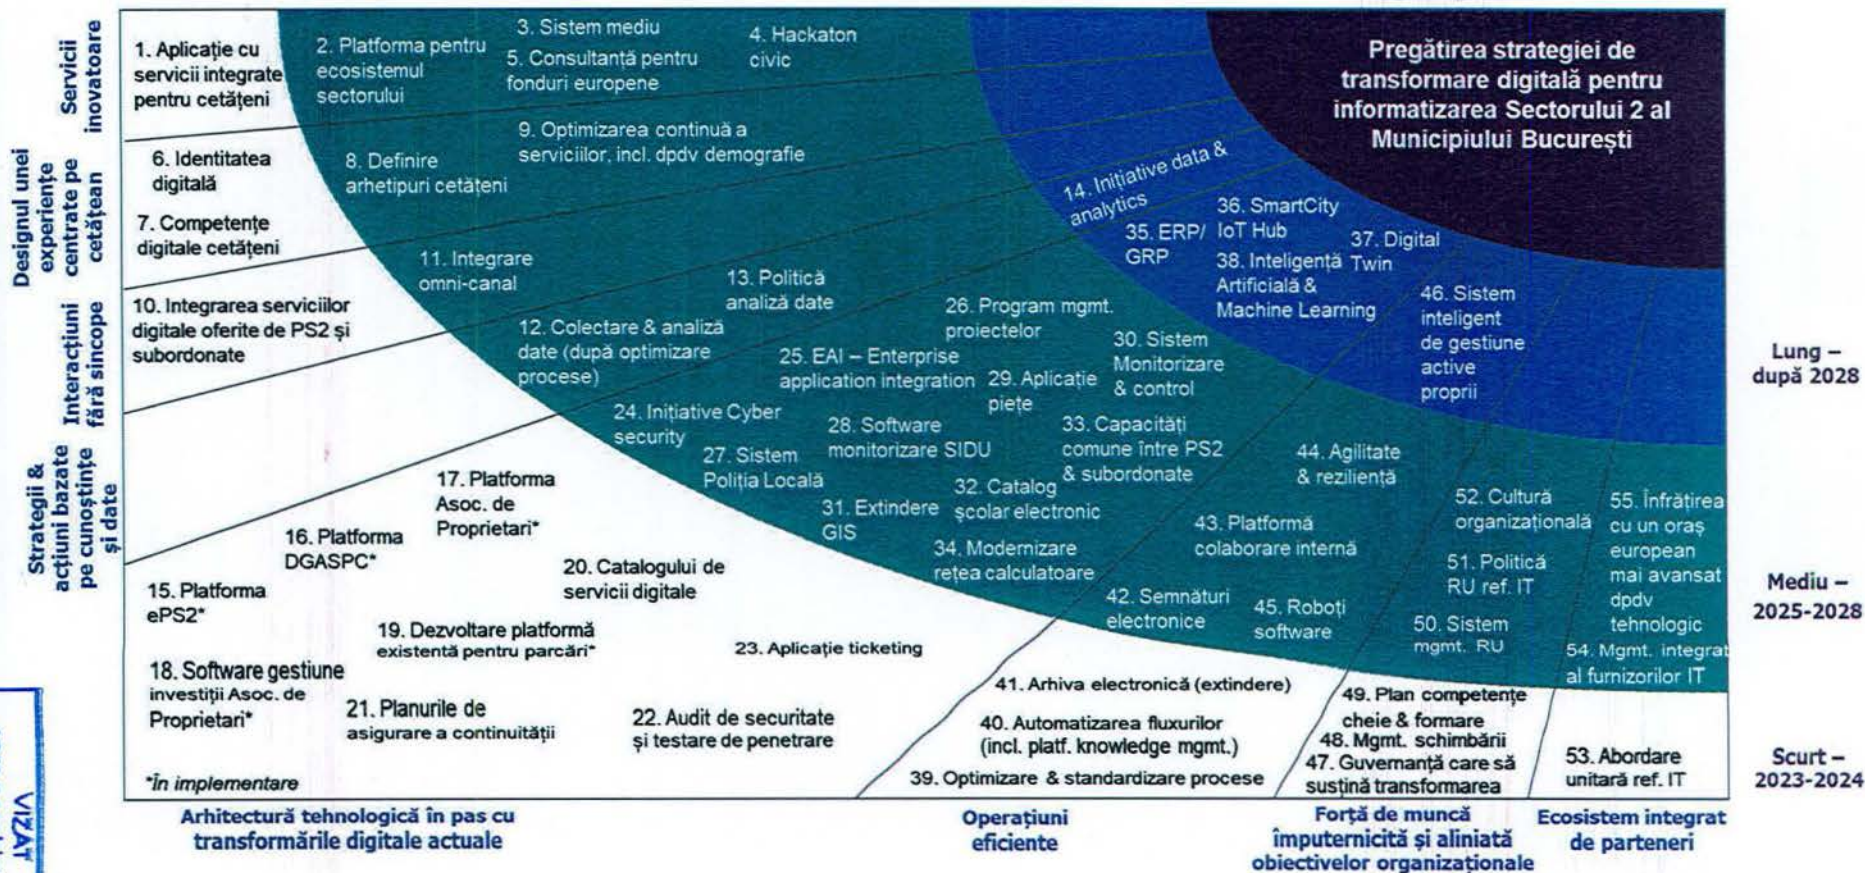 Servicii
inovatoare
Designul unei
experiențe
centrate pe
cetățean
Interacțiuni
fără sincope
Strategii &
acțiuni bazate
pe cunoștințe
și date
1. Aplicație cu
servicii integrate
pentru cetățeni
2. Platforma pentru
ecosistemul
sectorului
3. Sistem mediu
5. Consultanță pentru
fonduri europene
4. Hackaton
civic
Pregătirea strategiei de
transformare digitală pentru
informatizarea Sectorului 2 al
Municipiului București
6. Identitatea
digitală
7. Competențe
digitale cetățeni
8. Definire
arhetipuri cetățeni
9. Optimizarea continuă a
serviciilor, incl. dpdv demografie
10. Integrarea serviciilor
digitale oferite de PS2 și
subordonate
11. Integrare
omni-canal
12. Colectare & analiză
date (după optimizare
procese)
13. Politică
analiză date
14. Inițiative data &
analytics
35. ERP/
GRP
36. SmartCity
IoT Hub
37. Digital
Twin
38. Inteligență
Artificială &
Machine Learning
46. Sistem
inteligent
de gestiune
active
proprii
26. Program mgmt.
proiectelor
25. EAI – Enterprise
application integration
30. Sistem
Monitorizare
& control
29. Aplicație
piețe
24. Inițiative Cyber
security
28. Software
monitorizare SIDU
33. Capacități
comune între PS2
& subordonate
27. Sistem
Poliția Locală
32. Catalog
școlar electronic
31. Extindere
GIS
34. Modernizare
rețea calculatoare
44. Agilitate
& reziliență
43. Platformă
colaborare internă
42. Semnături
electronice
45. Roboți
software
52. Cultură
organizațională
51. Politică
RU ref. IT
50. Sistem
mgmt. RU
55. Înfrățirea
cu un oraș
european
mai avansat
dpdv
tehnologic
54. Mgmt. integrat
al furnizorilor IT
17. Platforma
Asoc. de
Proprietari*
16. Platforma
DGASPC*
15. Platforma
ePS2*
20. Catalogului de
servicii digitale
19. Dezvoltare platformă
existentă pentru parcări*
23. Aplicație ticketing
18. Software gestiune
investiții Asoc. de
Proprietari*
21. Planurile de
asigurare a continuității
22. Audit de securitate
și testare de penetrare
*În implementare
41. Arhiva electronică (extindere)
40. Automatizarea fluxurilor
(incl. platf. knowledge mgmt.)
39. Optimizare & standardizare procese
49. Plan competențe
cheie & formare
48. Mgmt. schimbării
47. Guvernanță care să
susțină transformarea
53. Abordare
unitară ref. IT
Lung –
după 2028
Mediu –
2025-2028
Scurt –
2023-2024
Arhitectură tehnologică în pas cu
transformările digitale actuale
Operațiuni
eficiente
Forță de muncă
împuternicită și aliniată
obiectivelor organizaționale
Ecosistem integrat
de parteneri
VIZAT